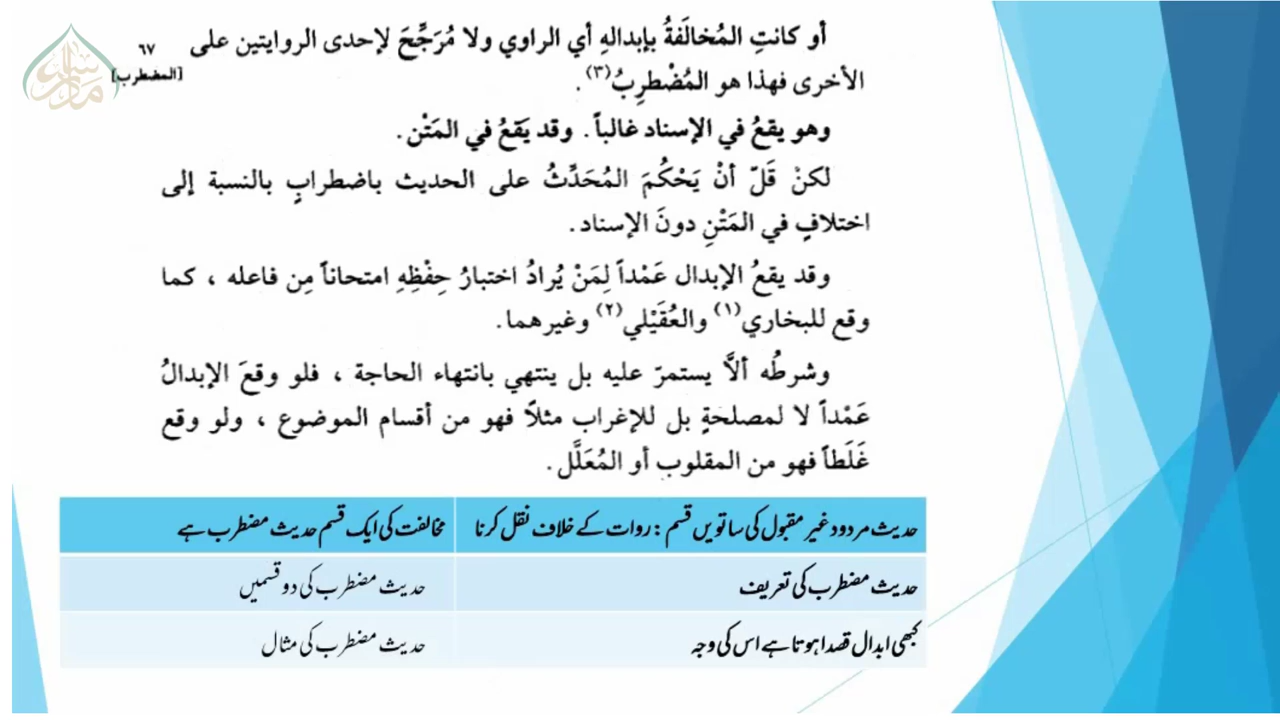 أو كانتِ المُخالَفةُ بإبدالهِ أي الراوي ولا مُرَجِّحَ لإحدى الروايتين على
٦٧
[المضطرب]
الأخرى فهذا هو المُضْطرِبُ(٣) .
وهو يقعُ في الإسناد غالباً. وقد يَقعُ في المَتْن.
لكنْ قَلّ أنْ يَحْكُمَ المُحَدِّثُ على الحديث باضطرابٍ بالنسبة إلى
اختلافٍ في المَتْنِ دونَ الإسناد.
وقد يقعُ الإبدال عَمْداً لِمَنْ يُرادُ اختبارُ حِفْظِهِ امتحاناً مِن فاعله ، كما
وقع للبخاري(١) والعُقَيْلي(٢) وغيرهما.
وشرطُه ألاَّ يستمرّ عليه بل ينتهي بانتهاء الحاجة ، فلو وقعَ الإبدالُ
عَمْداً لا لمصلحةٍ بل للإغراب مثلاً فهو من أقسام الموضوع ، ولو وقع
غَلَطاً فهو من المقلوب أو المُعَلَّل.
حدیث مردود غیر مقبول کی ساتویں قسم : روات کے خلاف نقل کرنا
مخالفت کی ایک قسم حدیث مضطرب ہے
حدیث مضطرب کی تعریف
حدیث مضطرب کی دو قسمیں
کبھی ابدال قصدا ہوتا ہے اس کی وجہ
حدیث مضطرب کی مثال